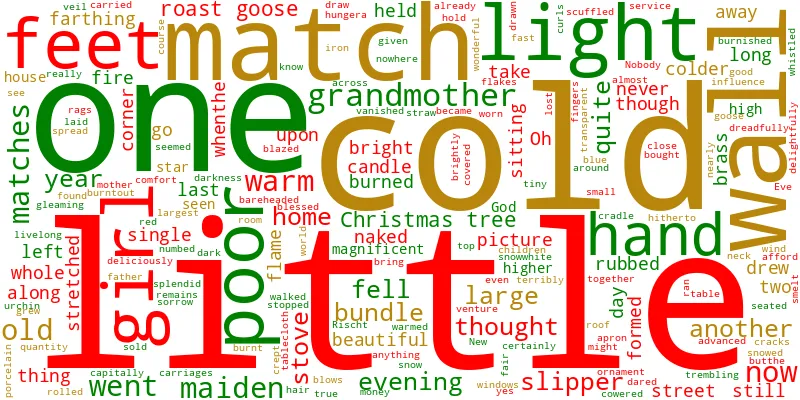 veil carried
farthing
roast goose
draw
hungera
held
already
hold
drawn
curls
scuffled
service
away
feet
match
light
course
iron
given
nowhere
know
wonderful
fast
Nobody
take
colder
burnished
long
whistled
house
really
fire
see
across
flakes
almost
never
though
good
influence
one
grandmother
matches
rags
laid
spread
corner
whenthe
vanished
straw
became
worn
lost
fingers
transparent
quite
high
goose
dreadfully
go
seemed
upon
blazed
bright
candle
burned
brightly
covered
sitting
Oh
cold
blue
around
close
bought
nearly
brass
delightfully
wall
star
year
mother
comfort
darkness
last
seen
warm
tiny
small
Eve
found
burntout
gleaming
largest
bareheaded
blessed
home
God
Christmas tree
cradle
hitherto
livelong
left
red
single
numbed
girl
poor
room
dark
flame
world
naked
magnificent
bring
top
picture
children
snowwhite
higher
hand
rubbed
wind
neck
afford
whole
along
stretched
deliciously
father
splendid
remains
sorrow
little
even
terribly
together
ran
table
drew
two
smelt
urchin
grew
old
quantity
walked
stopped
fell
bundle
beautiful
large
venture
thought
day
formed
roof
apron
might
another
seated
porcelain
sold
burnt
crept
tablecloth
stove
Rischt
warmed
anything
snow
New
certainly
fair
advanced
cracks
snowed
butthe
thing
rolled
capitally
carriages
went
maiden
hair
blows
true
evening
money
windows
yes
slipper
ornament
dared
cowered
trembling
street
still
now